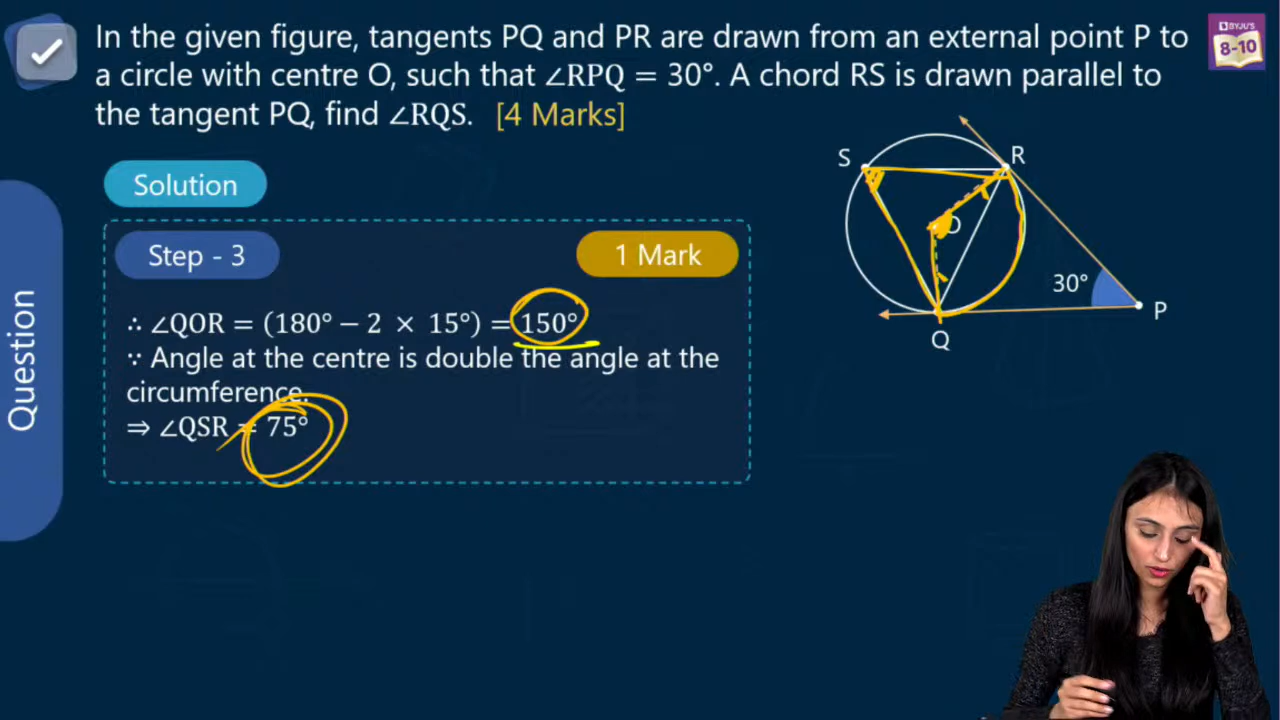 In the given figure, tangents PQ and PR are drawn from an external point P to
a circle with centre O, such that ∠RPQ = 30°. A chord RS is drawn parallel to
the tangent PQ, find ∠RQS. [4 Marks]
BYJU'S
8-10
Question
Solution
Step - 3
1 Mark
∴ ∠QOR = (180° − 2 × 15°) = 150°
∵ Angle at the centre is double the angle at the
circumference.
⇒ ∠QSR = 75°
S
R
O
30°
P
Q